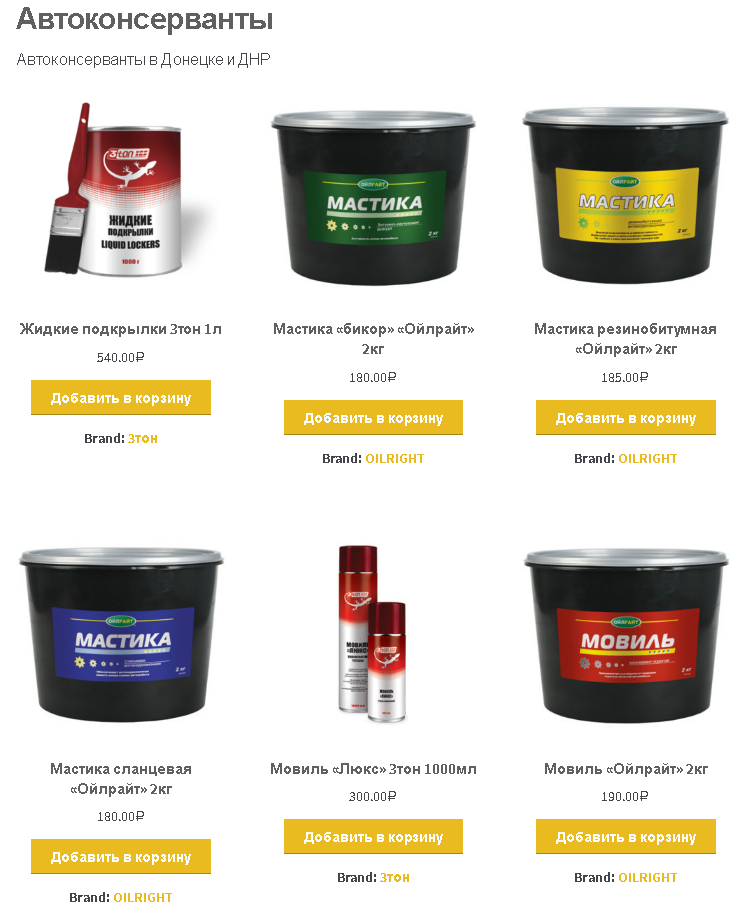 Автоконсерванты
Автоконсерванты в Донецке и ДНР
3ton
ЖИДКИЕ
ПОДКРЫЛКИ
LIQUID LOCKERS
1000 г
ОЙЛРАЙТ
МАСТИКА
2 кг
ОЙЛРАЙТ
МАСТИКА
2 кг
Жидкие подкрылки 3тон 1л
540.00₽
Добавить в корзину
Brand: 3тон
Мастика «бикор» «Ойлрайт»
2кг
180.00₽
Добавить в корзину
Brand: OILRIGHT
Мастика резинобитумная
«Ойлрайт» 2кг
185.00₽
Добавить в корзину
Brand: OILRIGHT
ОЙЛРАЙТ
МАСТИКА
2 кг
МОВИЛЬ
«ЛЮКС»
МОВИЛЬ
«ЛЮКС»
ОЙЛРАЙТ
МОВИЛЬ
2 кг
Мастика сланцевая
«Ойлрайт» 2кг
180.00₽
Добавить в корзину
Brand: OILRIGHT
Мовиль «Люкс» 3тон 1000мл
300.00₽
Добавить в корзину
Brand: 3тон
Мовиль «Ойлрайт» 2кг
190.00₽
Добавить в корзину
Brand: OILRIGHT